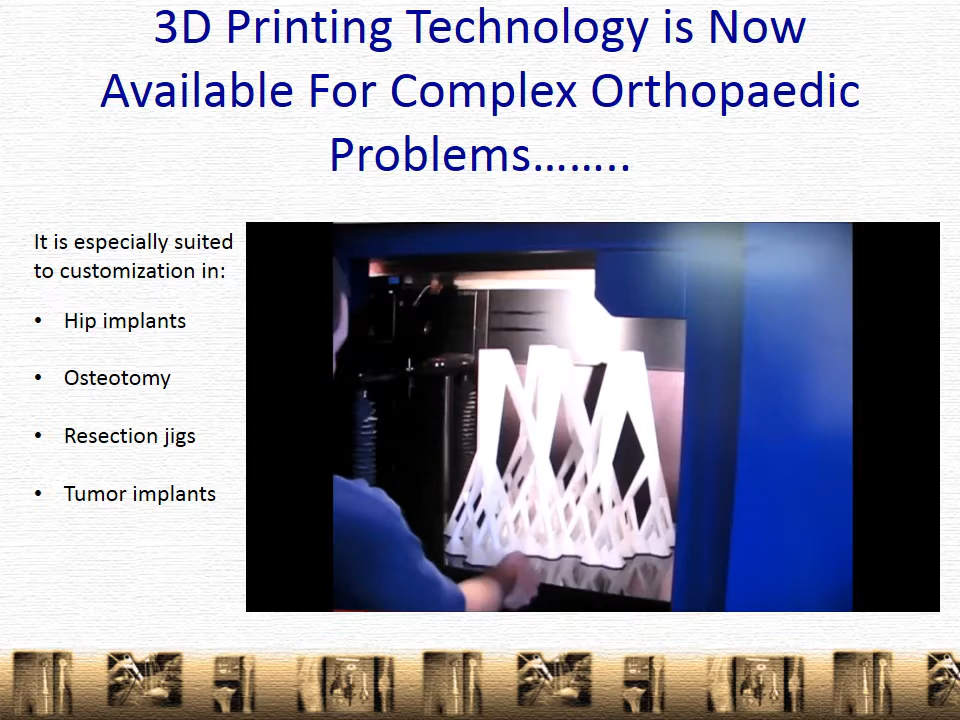 3D Printing Technology is Now
Available For Complex Orthopaedic
Problems……..
It is especially suited
to customization in:
• Hip implants
• Osteotomy
• Resection jigs
• Tumor implants